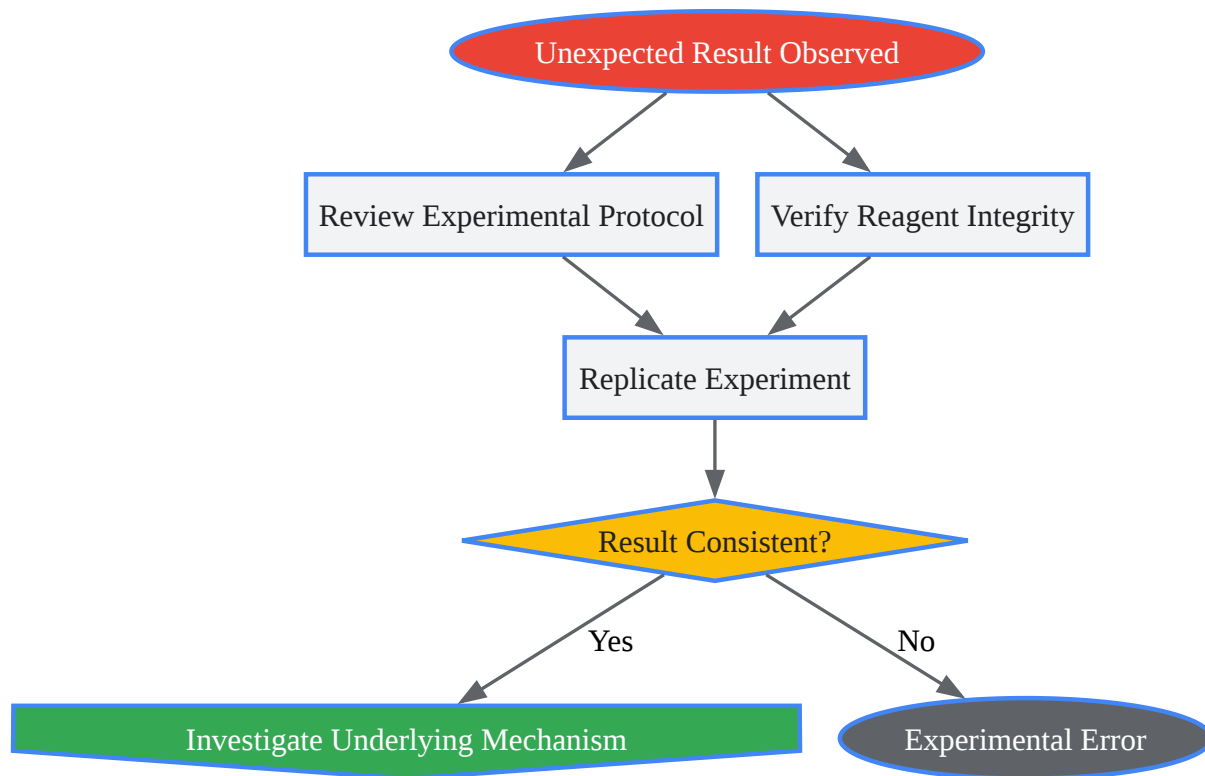 Unexpected Result Observed
Review Experimental Protocol
Verify Reagent Integrity
Replicate Experiment
Result Consistent?
Yes
No
Investigate Underlying Mechanism
Experimental Error